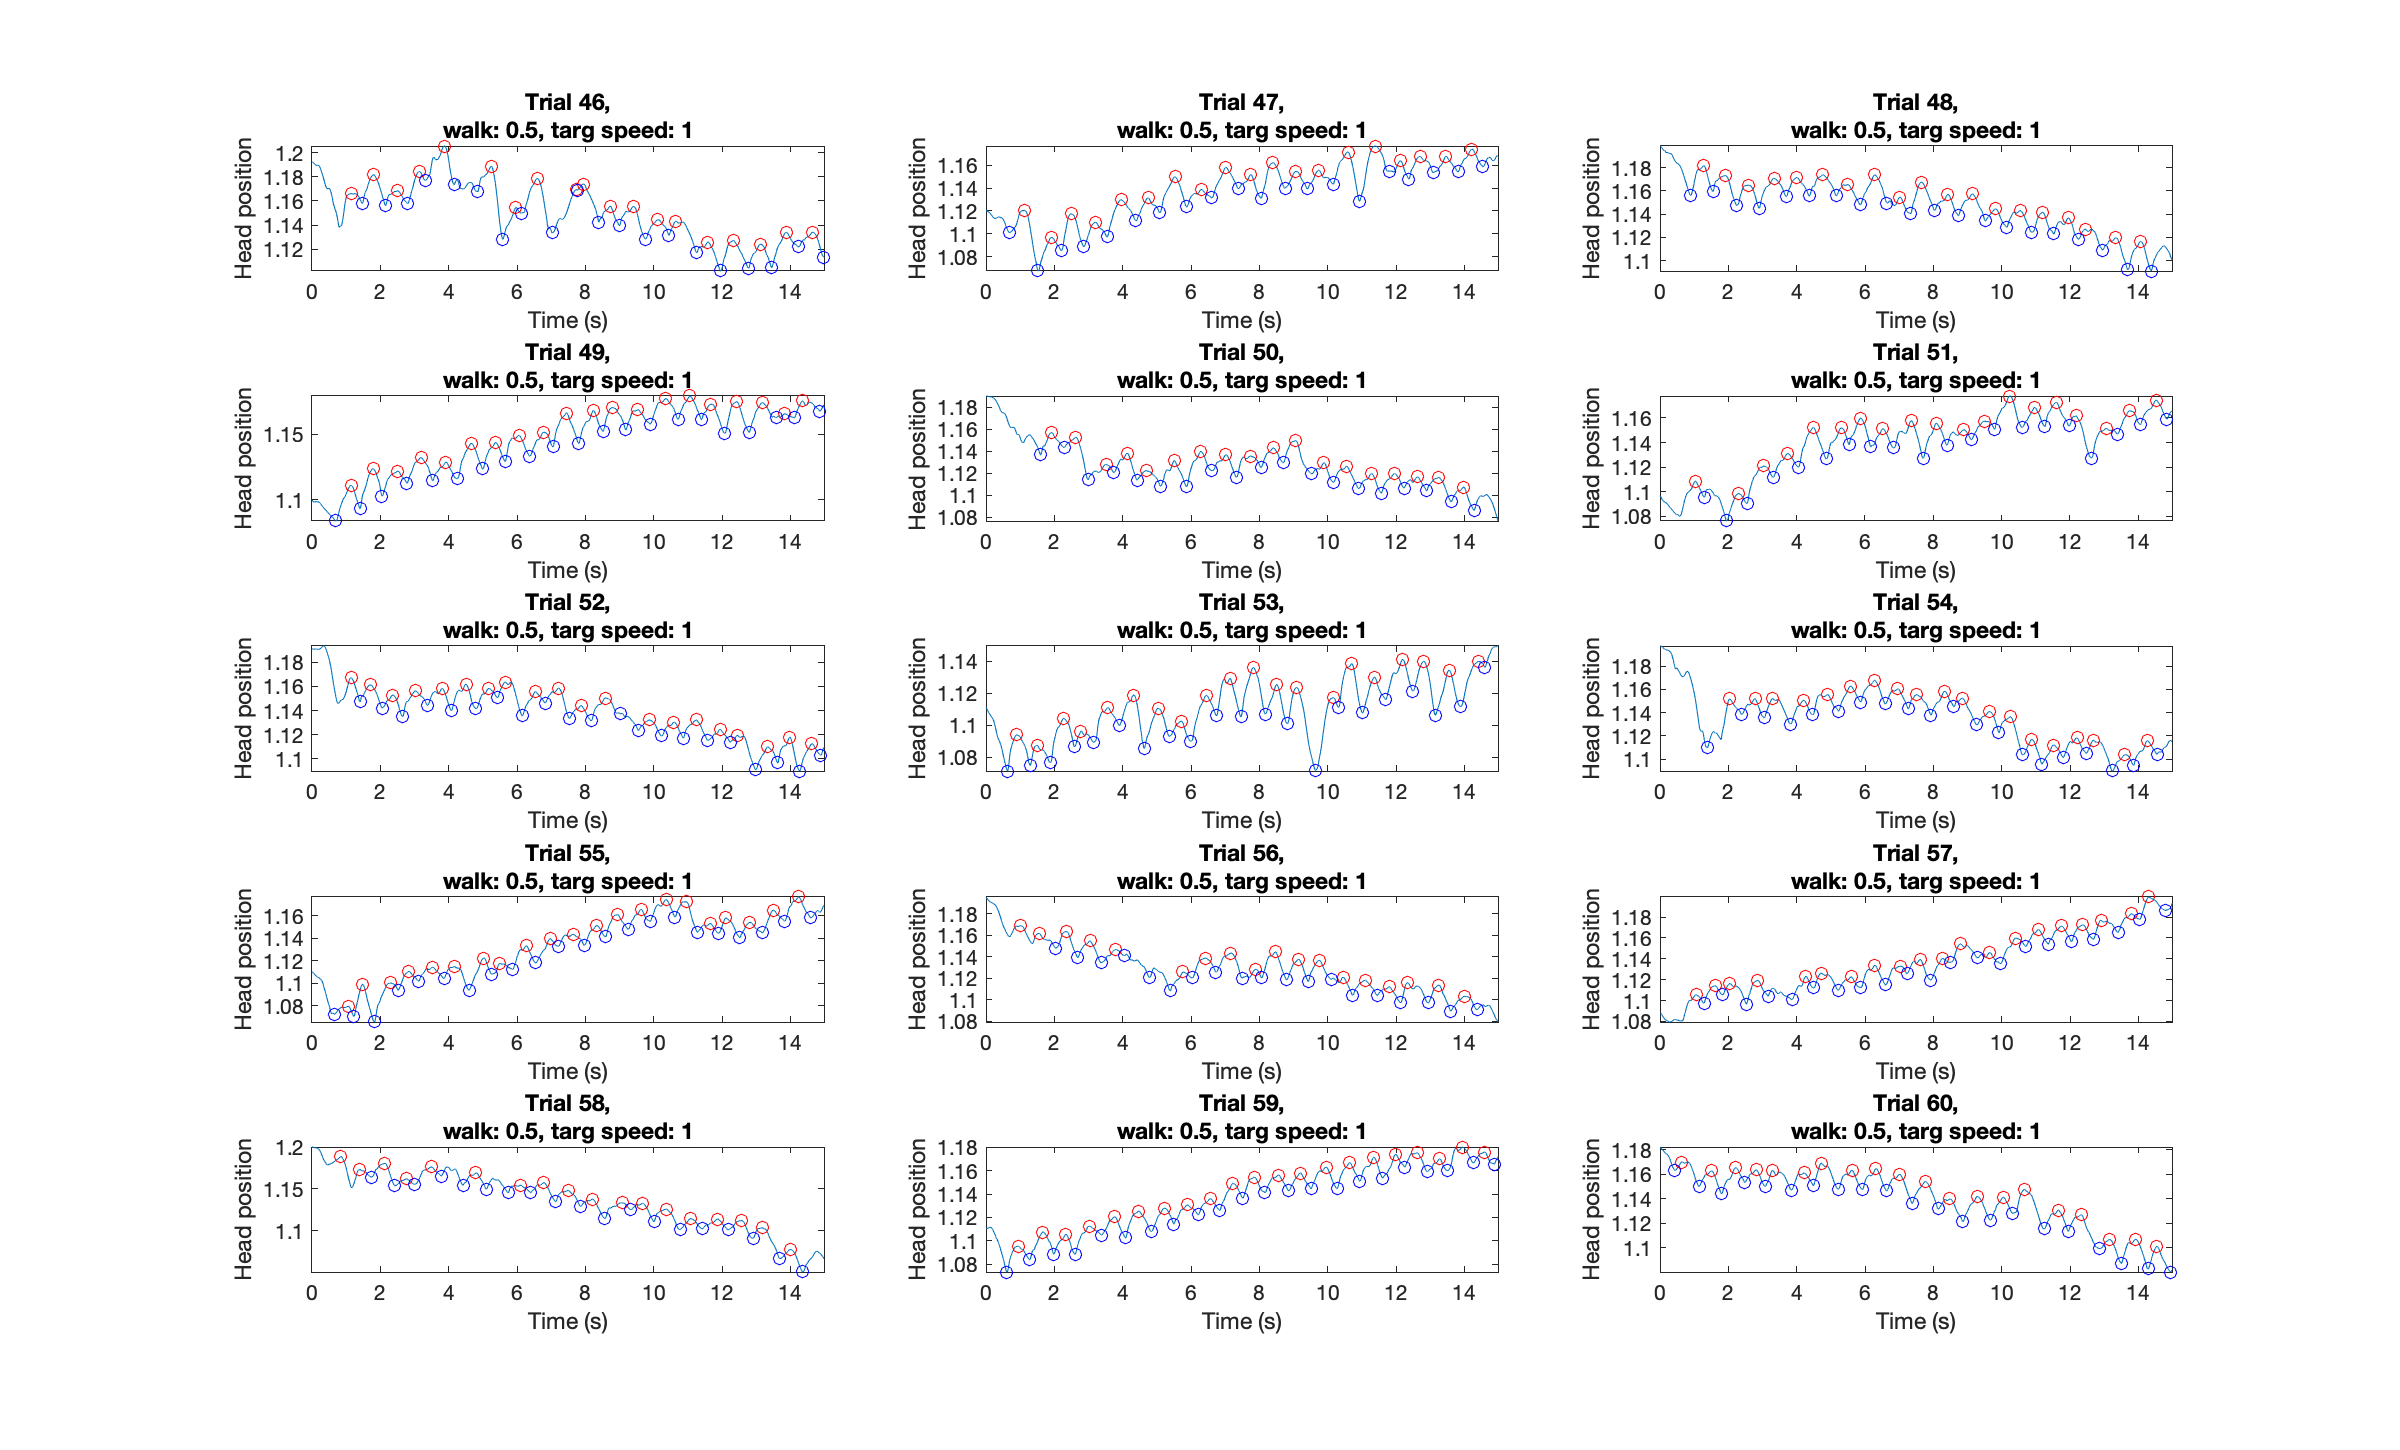 Trial 46,
walk: 0.5, targ speed: 1
Head position
1.2
1.18
1.16
1.14
1.12
0 2 4 6 8 10 12 14
Time (s)
Trial 47,
walk: 0.5, targ speed: 1
Head position
1.16
1.14
1.12
1.1
1.08
0 2 4 6 8 10 12 14
Time (s)
Trial 48,
walk: 0.5, targ speed: 1
Head position
1.18
1.16
1.14
1.12
1.1
0 2 4 6 8 10 12 14
Time (s)
Trial 49,
walk: 0.5, targ speed: 1
Head position
1.15
1.1
0 2 4 6 8 10 12 14
Time (s)
Trial 50,
walk: 0.5, targ speed: 1
Head position
1.18
1.16
1.14
1.12
1.1
1.08
0 2 4 6 8 10 12 14
Time (s)
Trial 51,
walk: 0.5, targ speed: 1
Head position
1.16
1.14
1.12
1.1
1.08
0 2 4 6 8 10 12 14
Time (s)
Trial 52,
walk: 0.5, targ speed: 1
Head position
1.18
1.16
1.14
1.12
1.1
0 2 4 6 8 10 12 14
Time (s)
Trial 53,
walk: 0.5, targ speed: 1
Head position
1.14
1.12
1.1
1.08
0 2 4 6 8 10 12 14
Time (s)
Trial 54,
walk: 0.5, targ speed: 1
Head position
1.18
1.16
1.14
1.12
1.1
0 2 4 6 8 10 12 14
Time (s)
Trial 55,
walk: 0.5, targ speed: 1
Head position
1.16
1.14
1.12
1.1
1.08
0 2 4 6 8 10 12 14
Time (s)
Trial 56,
walk: 0.5, targ speed: 1
Head position
1.18
1.16
1.14
1.12
1.1
1.08
0 2 4 6 8 10 12 14
Time (s)
Trial 57,
walk: 0.5, targ speed: 1
Head position
1.18
1.16
1.14
1.12
1.1
1.08
0 2 4 6 8 10 12 14
Time (s)
Trial 58,
walk: 0.5, targ speed: 1
Head position
1.2
1.15
1.1
0 2 4 6 8 10 12 14
Time (s)
Trial 59,
walk: 0.5, targ speed: 1
Head position
1.18
1.16
1.14
1.12
1.1
1.08
0 2 4 6 8 10 12 14
Time (s)
Trial 60,
walk: 0.5, targ speed: 1
Head position
1.18
1.16
1.14
1.12
1.1
0 2 4 6 8 10 12 14
Time (s)